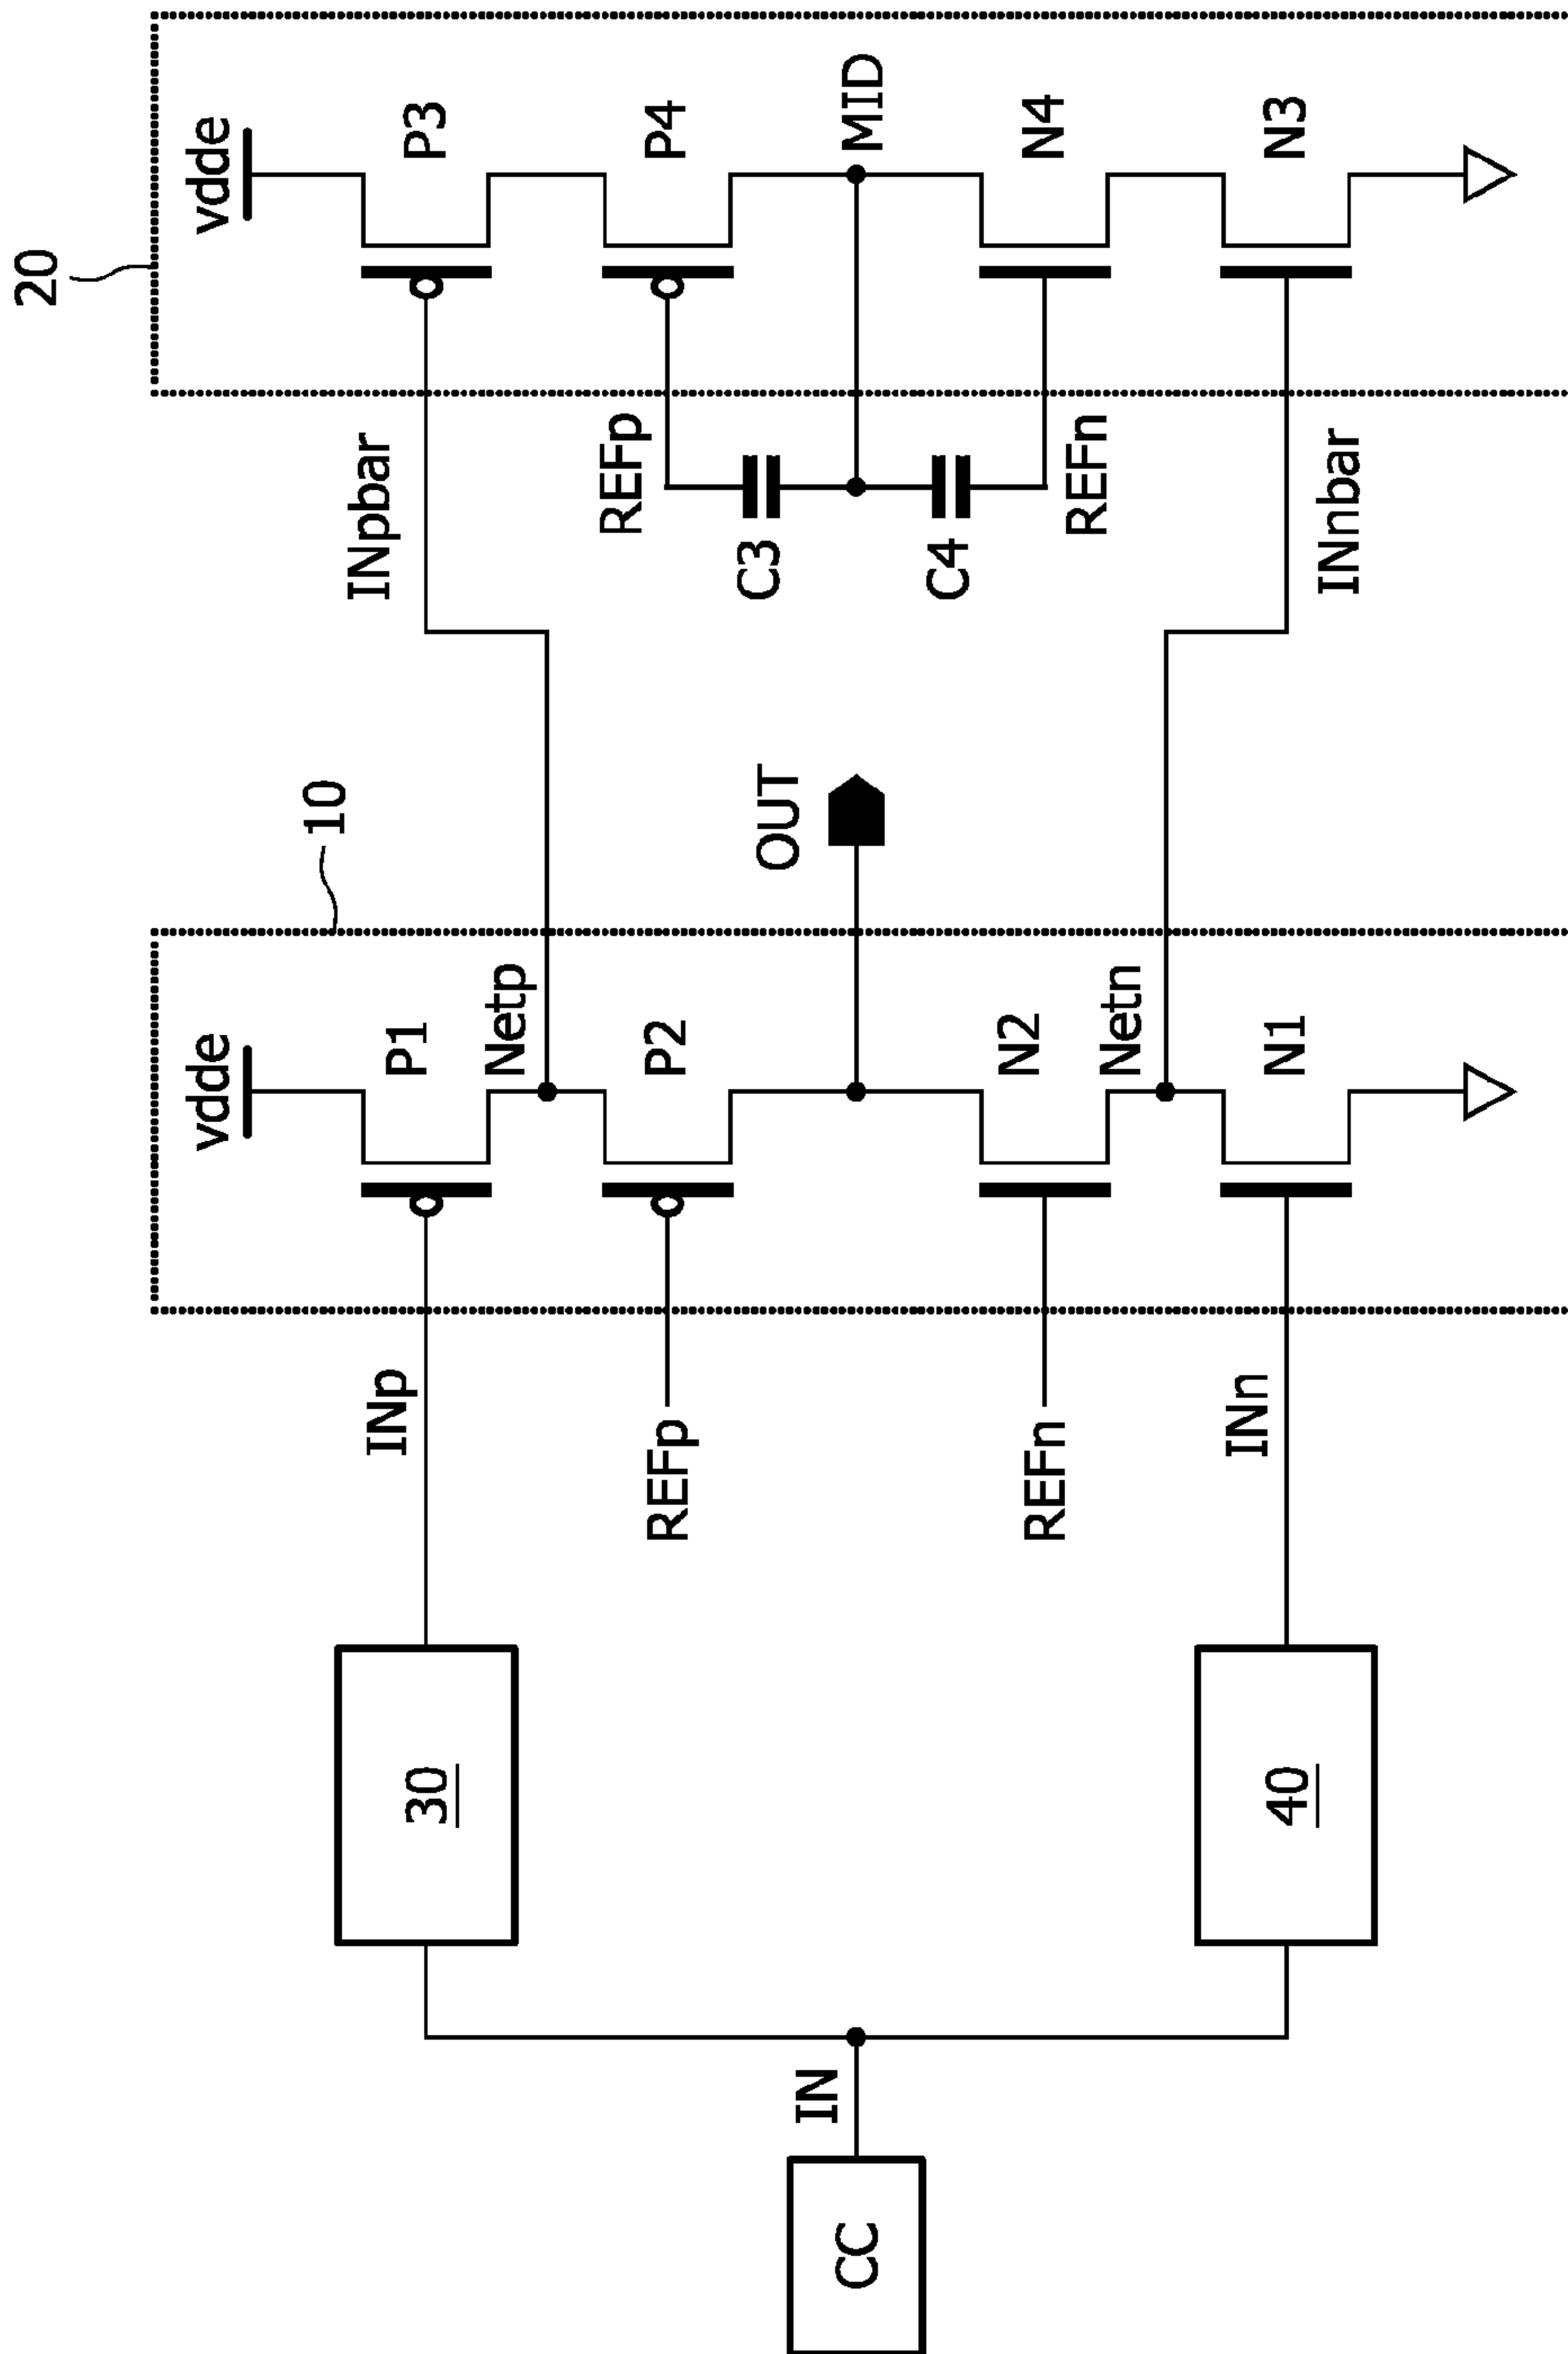 20
vdde
P3
P4
MID
N4
N3
INpbar
REFp
C3
C4
REFn
INnbar
10
OUT
vdde
P1
Netp
P2
N2
Netn
N1
INp
REFp
REFn
INn
30
40
IN
CC